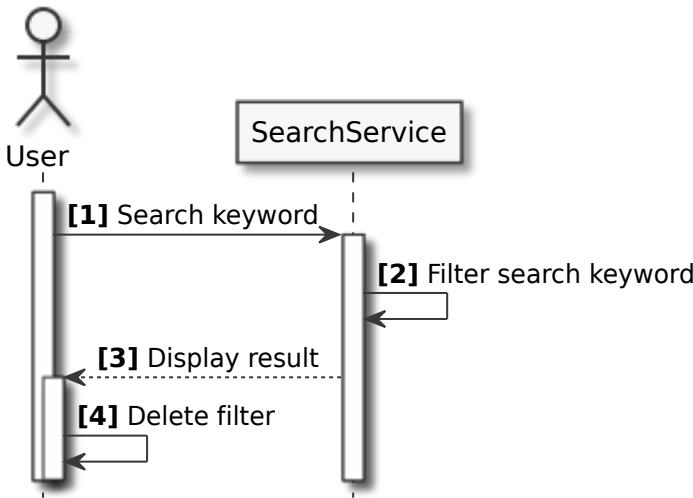 User
SearchService
[1] Search keyword
[2] Filter search keyword
[3] Display result
[4] Delete filter